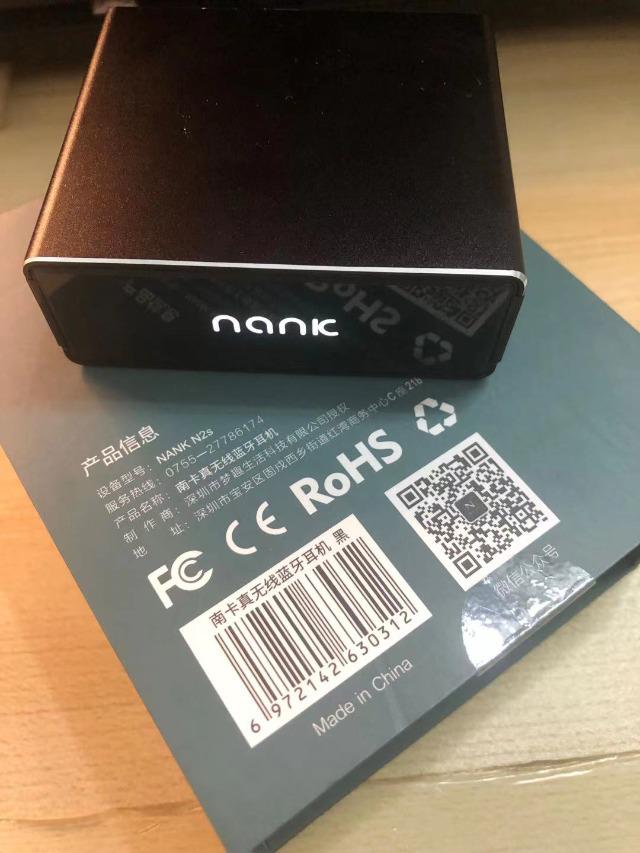 nank
产品信息
设备型号：NANK N2s
服务热线：0755-27786174
产品名称：南卡真无线蓝牙耳机
制作商：深圳市梦趣生活科技有限公司授权
地址：深圳市宝安区固戍西乡街道红湾商务中心C座21b
FC CE RoHS
微信公众号
南卡真无线蓝牙耳机 黑
6 972142 630312
Made in China